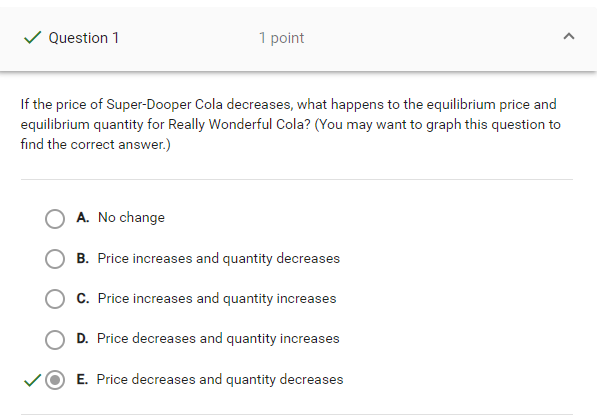 Question 1
1 point
If the price of Super-Dooper Cola decreases, what happens to the equilibrium price and
equilibrium quantity for Really Wonderful Cola? (You may want to graph this question to
find the correct answer.)
A. No change
B. Price increases and quantity decreases
C. Price increases and quantity increases
D. Price decreases and quantity increases
E. Price decreases and quantity decreases